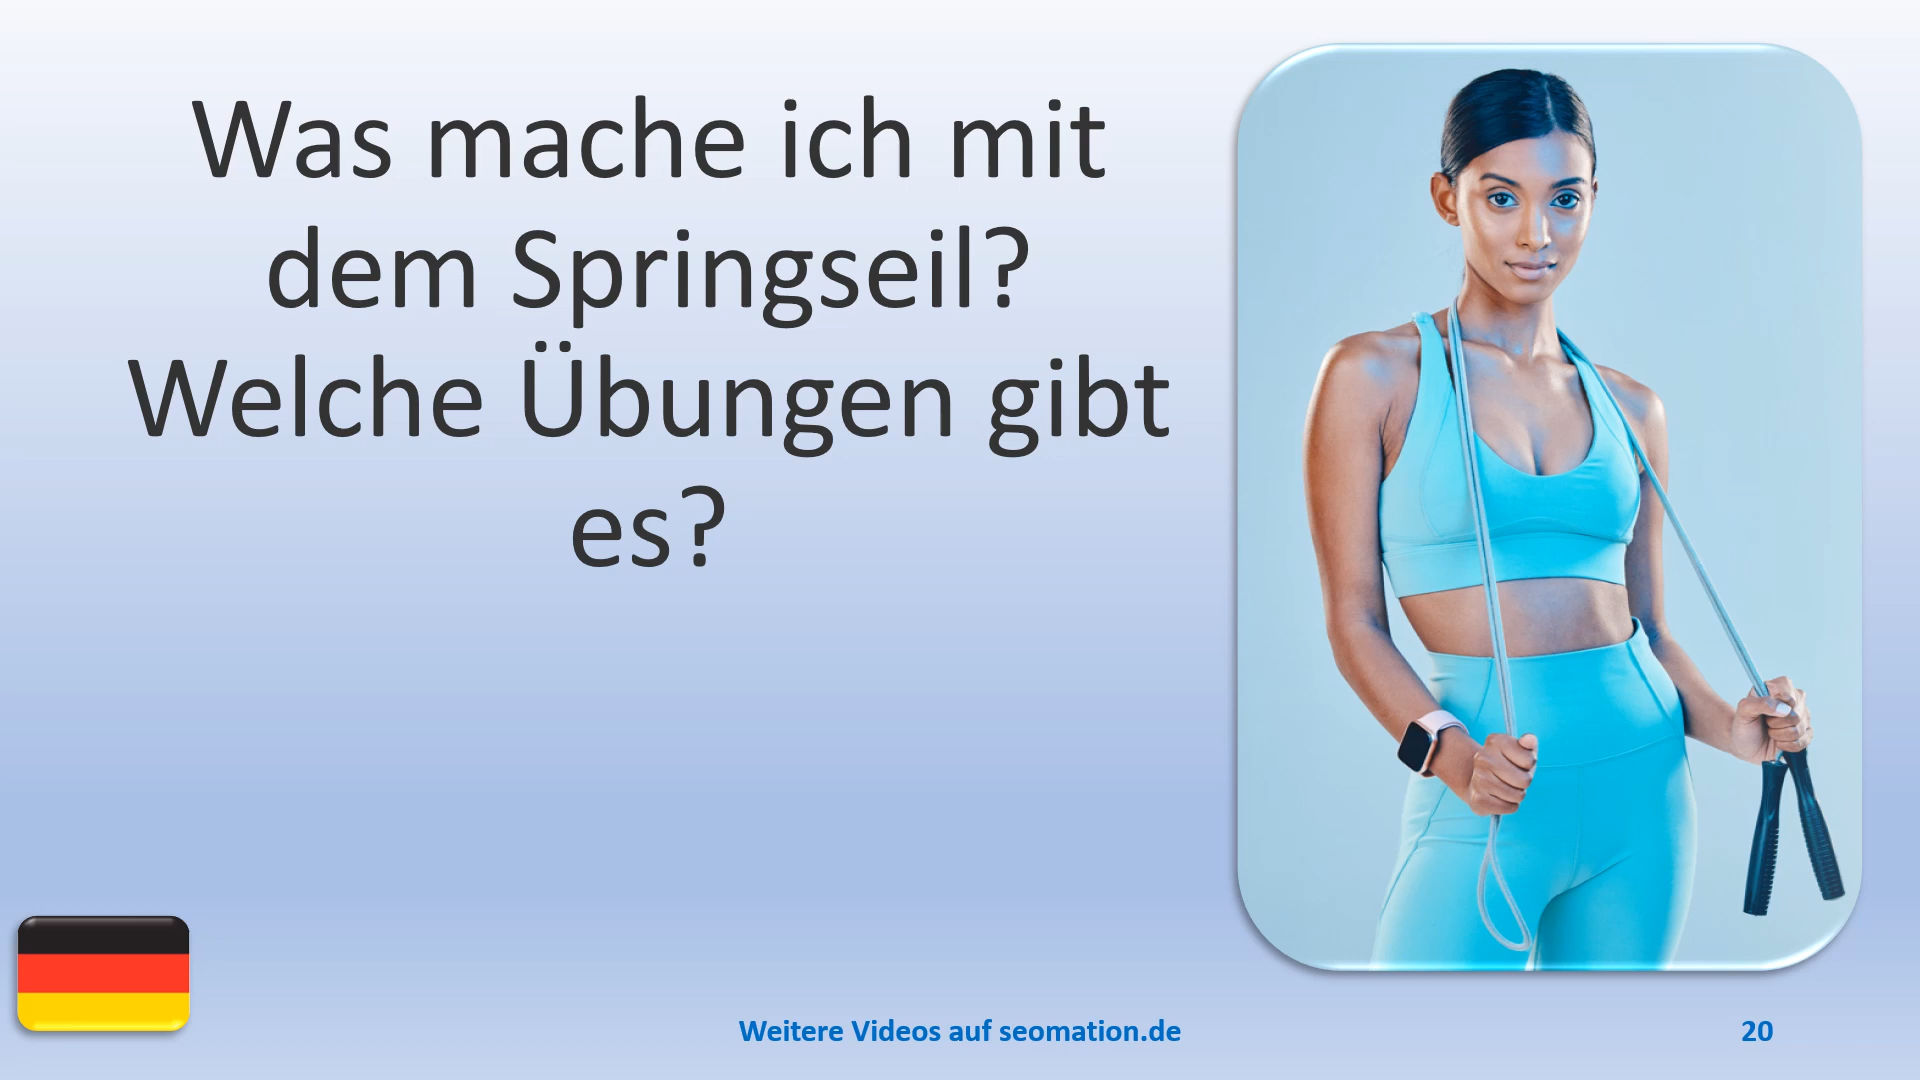 Was mache ich mit
dem Springseil?
Welche Übungen gibt
es?
Weitere Videos auf seomation.de
20